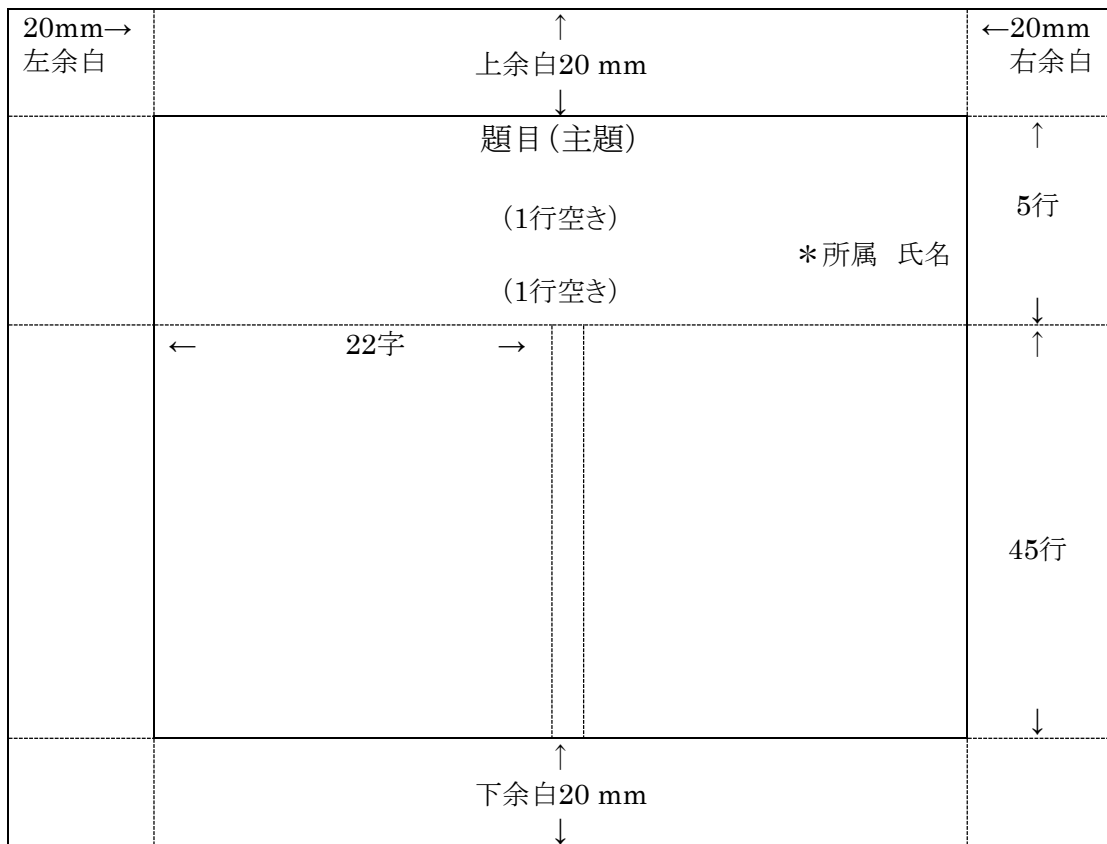 20mm→
左余白
↑
上余白20 mm
↓
←20mm
右余白
題目(主題)
(1行空き)
*所属　氏名
(1行空き)
↑
5行
↓
←　22字　→
↑
45行
↓
↑
下余白20 mm
↓